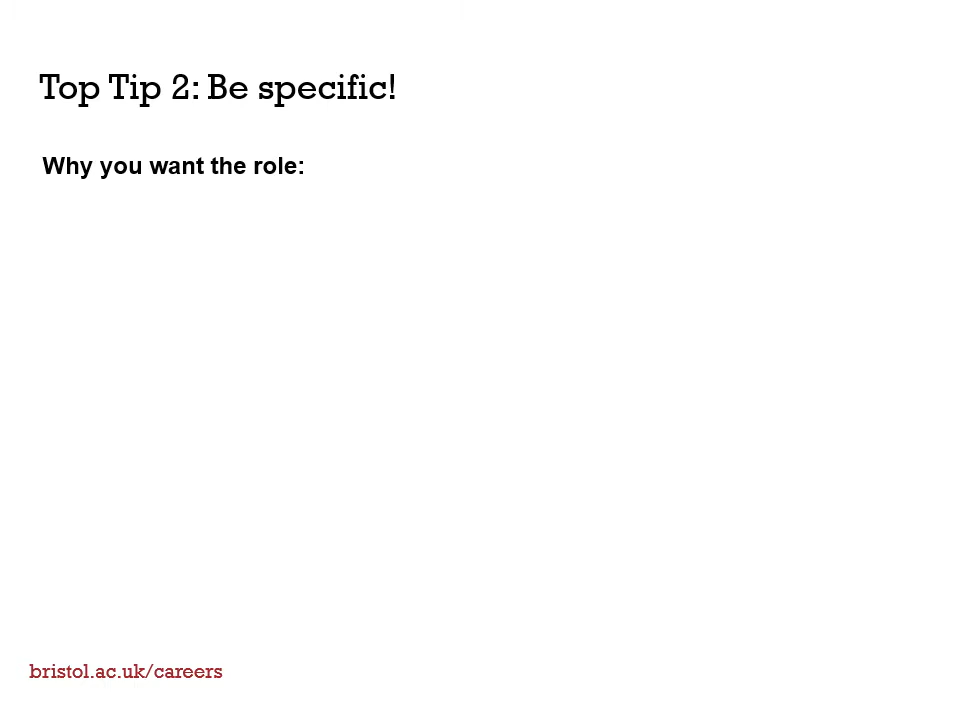 Top Tip 2: Be specific!
Why you want the role:
bristol.ac.uk/careers